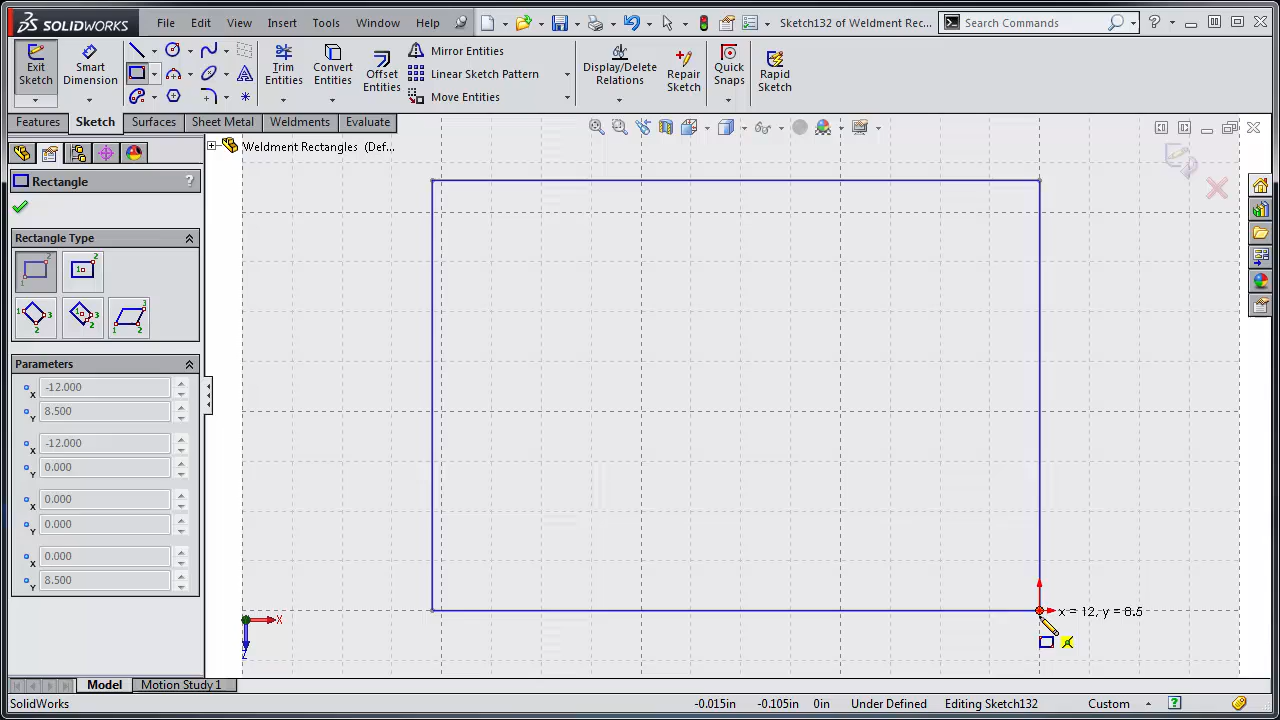 SOLIDWORKS File Edit View Insert Tools Window Help Sketch132 of Weldment Rec... Search Commands ?
Exit Sketch Smart Dimension Trim Entities Convert Entities Offset Entities Mirror Entities Linear Sketch Pattern Move Entities Display/Delete Relations Repair Sketch Quick Snaps Rapid Sketch
Features Sketch Surfaces Sheet Metal Weldments Evaluate
Weldment Rectangles (Def...
Rectangle ?
Rectangle Type
Parameters
X -12.000
Y 8.500
X -12.000
Y 0.000
X 0.000
Y 0.000
X 0.000
Y 8.500
x = 12, y = 8.5
X
Z
Model Motion Study 1
SolidWorks -0.015in -0.105in 0in Under Defined Editing Sketch132 Custom ?